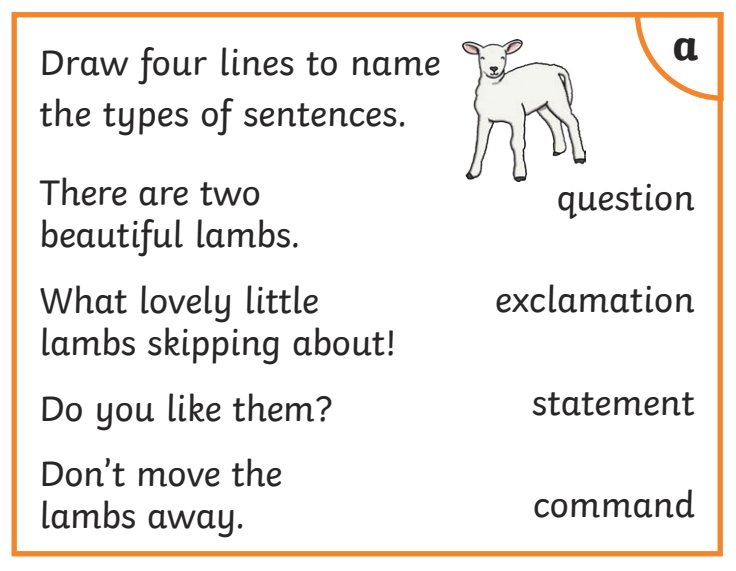 a
Draw four lines to name
the types of sentences.
There are two
beautiful lambs.
question
What lovely little
lambs skipping about!
exclamation
Do you like them?
statement
Don't move the
lambs away.
command